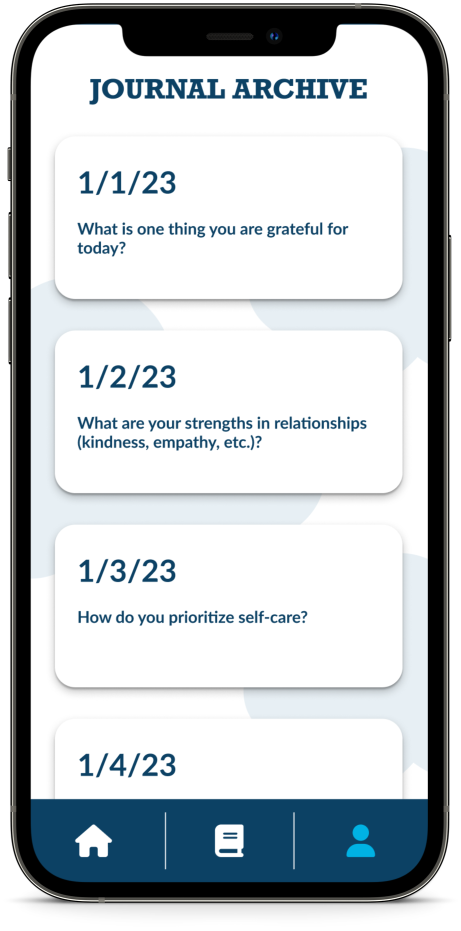 JOURNAL ARCHIVE
1/1/23
What is one thing you are grateful for
today?
1/2/23
What are your strengths in relationships
(kindness, empathy, etc.)?
1/3/23
How do you prioritize self-care?
1/4/23